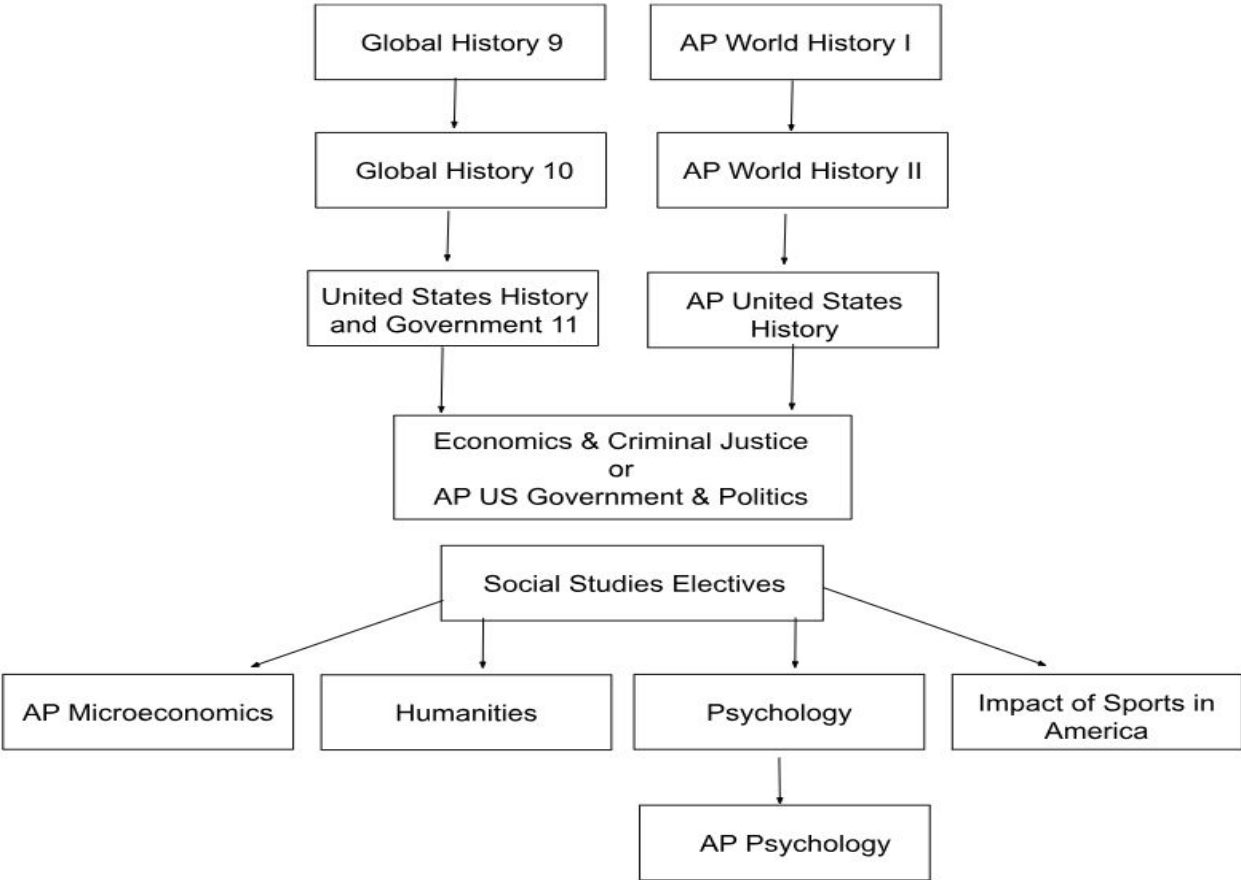 Global History 9
AP World History I
Global History 10
AP World History II
United States History
and Government 11
AP United States
History
Economics & Criminal Justice
or
AP US Government & Politics
Social Studies Electives
AP Microeconomics
Humanities
Psychology
Impact of Sports in
America
AP Psychology